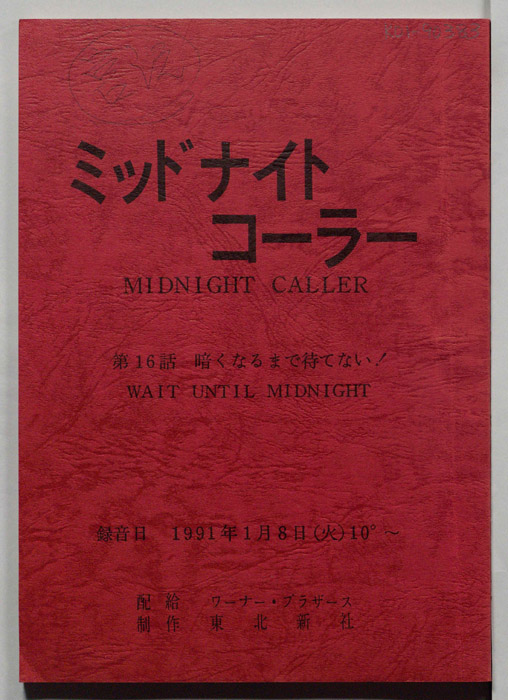 ミッドナイト
コーラー
MIDNIGHT CALLER
第16話 暗くなるまで待てない!
WAIT UNTIL MIDNIGHT
録音日 1991年1月8日(火)10°~
配給 ワーナー・ブラザース
制作 東北新社